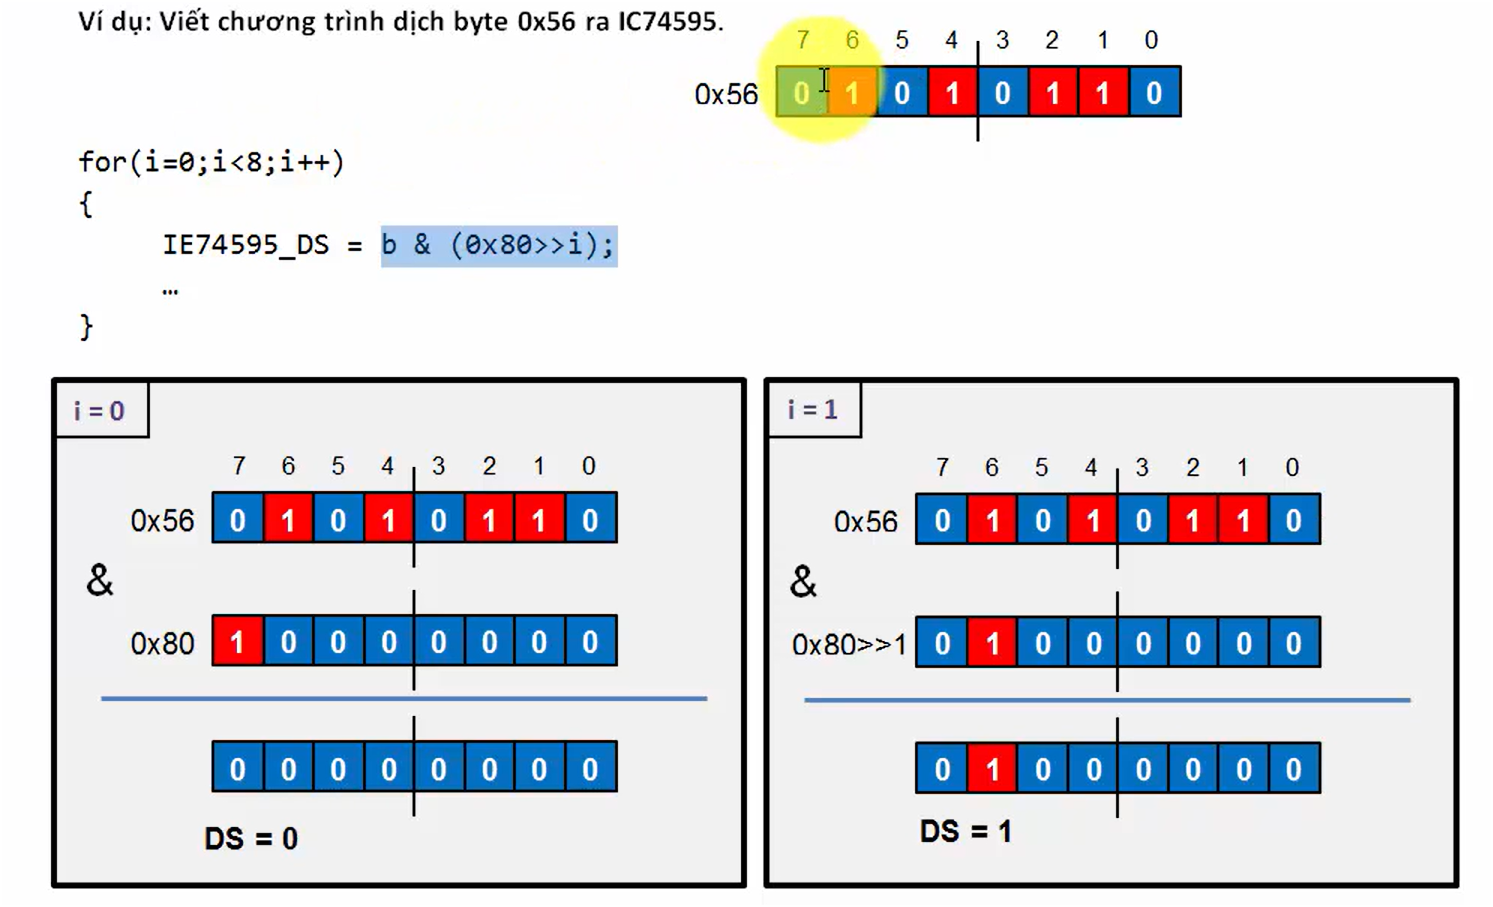 Ví dụ: Viết chương trình dịch byte 0x56 ra IC74595.
7 6 5 4 3 2 1 0
0x56 0 1 0 1 0 1 1 0
for(i=0;i<8;i++)
{
IE74595_DS = b & (0x80>>i);
…
}
i = 0
7 6 5 4 3 2 1 0
0x56 0 1 0 1 0 1 1 0
&
0x80 1 0 0 0 0 0 0 0
0 0 0 0 0 0 0 0
DS = 0
i = 1
7 6 5 4 3 2 1 0
0x56 0 1 0 1 0 1 1 0
&
0x80>>1 0 1 0 0 0 0 0 0
0 1 0 0 0 0 0 0
DS = 1